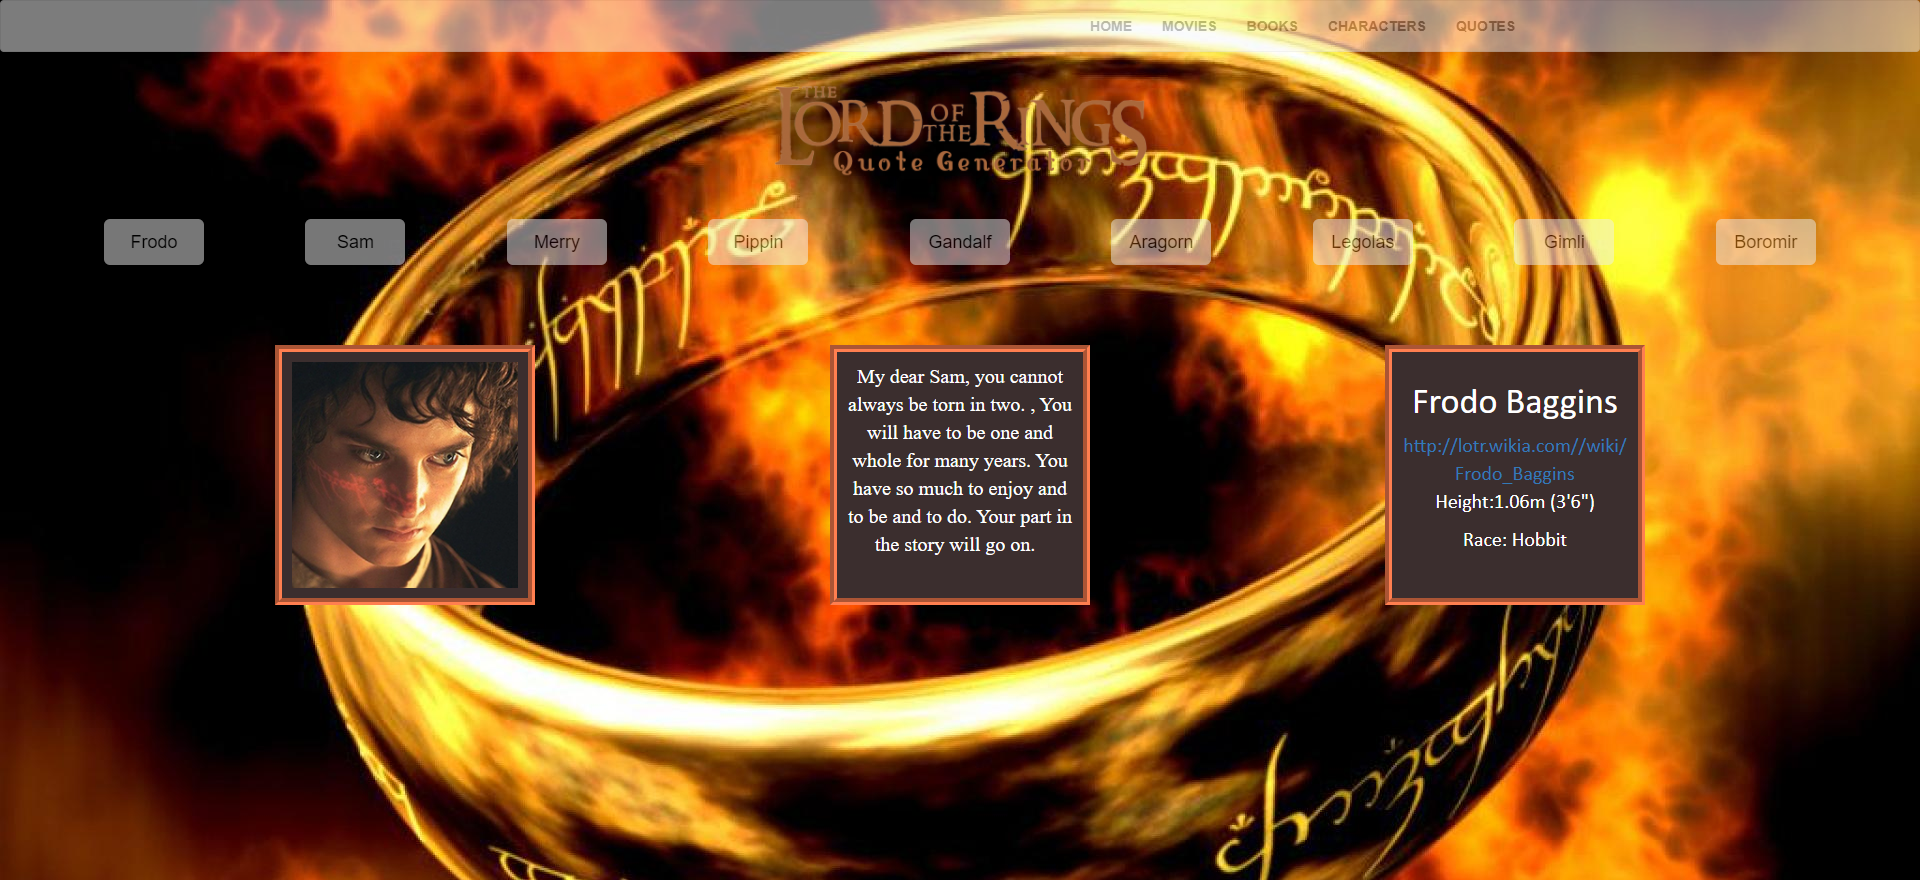 HOME MOVIES BOOKS CHARACTERS QUOTES
THE LORD OF THE RINGS
Quote Generator
Frodo Sam Merry Pippin Gandalf Aragorn Legolas Gimli Boromir
My dear Sam, you cannot
always be torn in two. , You
will have to be one and
whole for many years. You
have so much to enjoy and
to be and to do. Your part in
the story will go on.
Frodo Baggins
http://lotr.wikia.com//wiki/
Frodo_Baggins
Height:1.06m (3'6")
Race: Hobbit